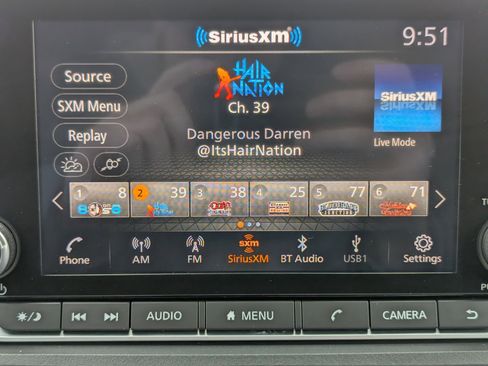 SiriusXM
9:51
Source
HAIR
NATION
SiriusXM
SXM Menu
Ch. 39
Replay
Dangerous Darren
@ItsHairNation
Live Mode
1 8 2 39 3 38 4 25 5 77 6 71
Phone AM FM SXM SiriusXM BT Audio USB1 Settings
AUDIO MENU CAMERA